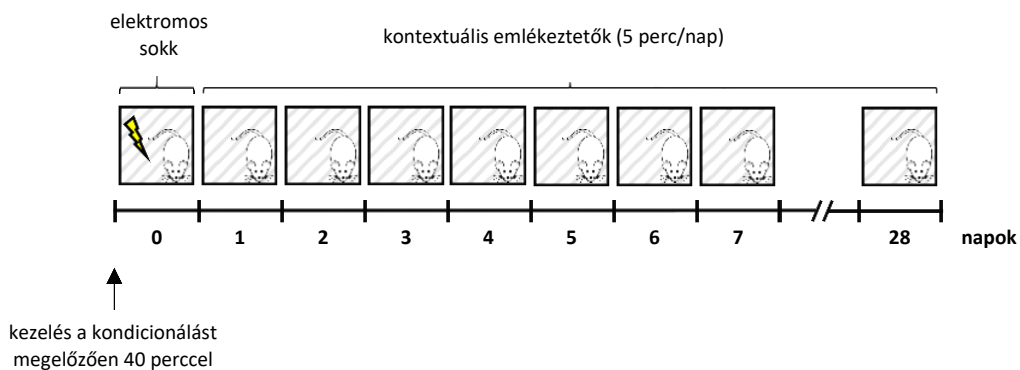 elektromos
sokk
kontextuális emlékeztetők (5 perc/nap)
0 1 2 3 4 5 6 7 28 napok
kezelés a kondicionálást
megelőzően 40 perccel